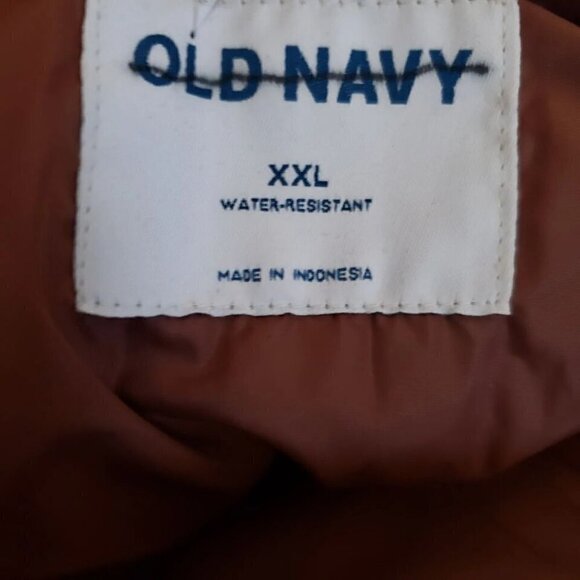 OLD NAVY
XXL
WATER-RESISTANT
MADE IN INDONESIA